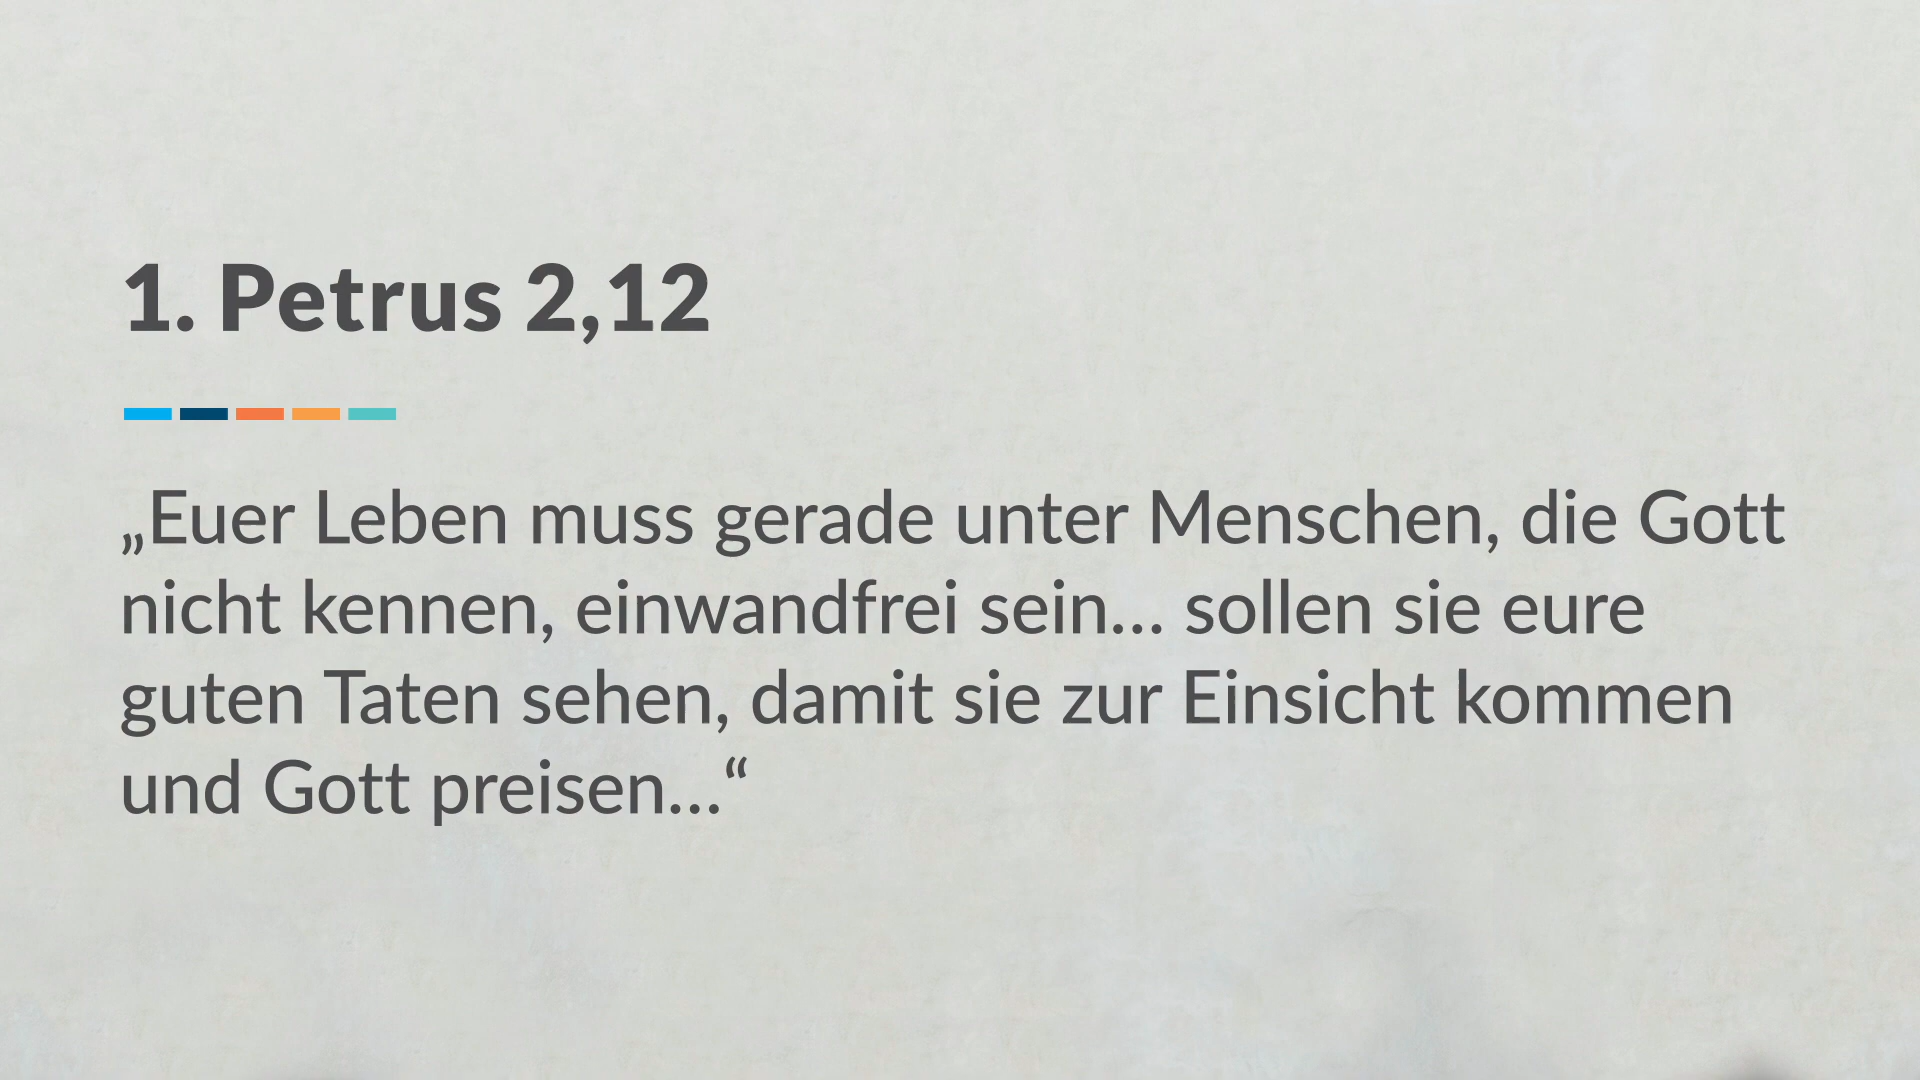 1. Petrus 2,12
„Euer Leben muss gerade unter Menschen, die Gott
nicht kennen, einwandfrei sein… sollen sie eure
guten Taten sehen, damit sie zur Einsicht kommen
und Gott preisen…“